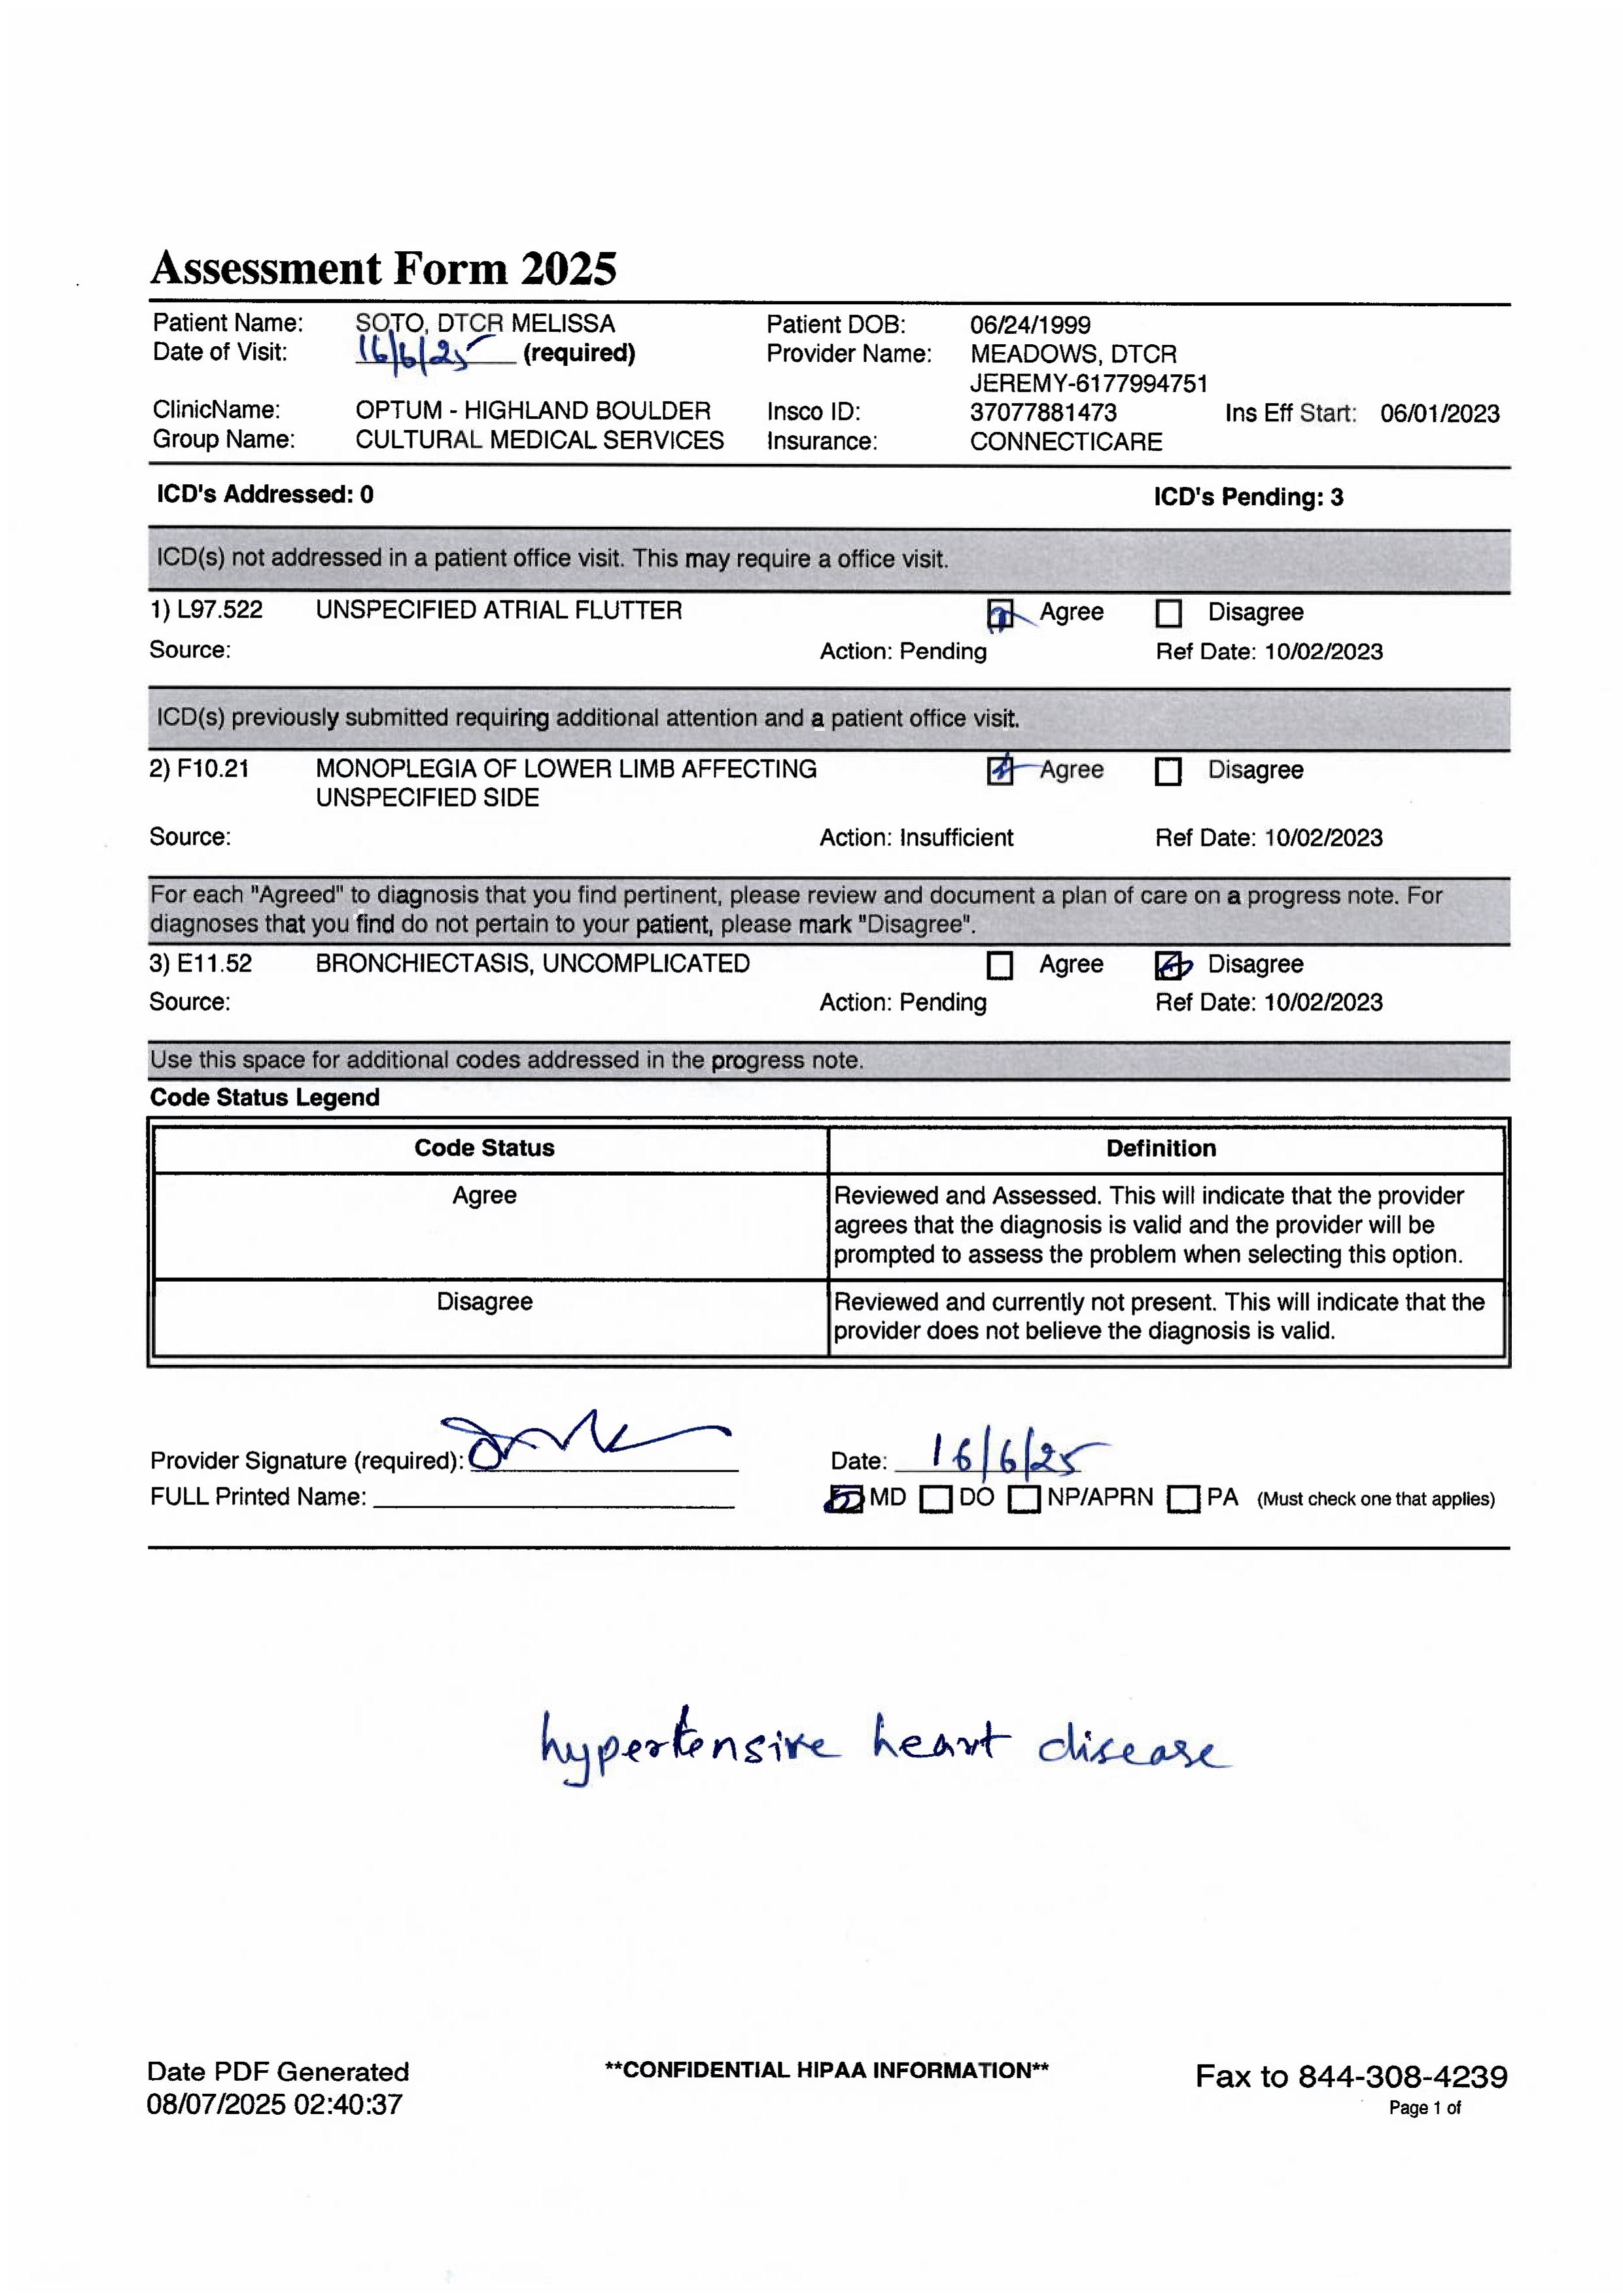 Assessment Form 2025
Patient Name: SOTO, DTCR MELISSA Patient DOB: 06/24/1999
Date of Visit: 16/6/25 (required) Provider Name: MEADOWS, DTCR
JEREMY-6177994751
ClinicName: OPTUM - HIGHLAND BOULDER Insco ID: 37077881473 Ins Eff Start: 06/01/2023
Group Name: CULTURAL MEDICAL SERVICES Insurance: CONNECTICARE
ICD's Addressed: 0 ICD's Pending: 3
ICD(s) not addressed in a patient office visit. This may require a office visit.
1) L97.522 UNSPECIFIED ATRIAL FLUTTER Agree Disagree
Source: Action: Pending Ref Date: 10/02/2023
ICD(s) previously submitted requiring additional attention and a patient office visit.
2) F10.21 MONOPLEGIA OF LOWER LIMB AFFECTING Agree Disagree
UNSPECIFIED SIDE
Source: Action: Insufficient Ref Date: 10/02/2023
For each "Agreed" to diagnosis that you find pertinent, please review and document a plan of care on a progress note. For
diagnoses that you find do not pertain to your patient, please mark "Disagree".
3) E11.52 BRONCHIECTASIS, UNCOMPLICATED Agree Disagree
Source: Action: Pending Ref Date: 10/02/2023
Use this space for additional codes addressed in the progress note.
Code Status Legend
Code Status Definition
Agree Reviewed and Assessed. This will indicate that the provider
agrees that the diagnosis is valid and the provider will be
prompted to assess the problem when selecting this option.
Disagree Reviewed and currently not present. This will indicate that the
provider does not believe the diagnosis is valid.
Provider Signature (required): Date: 16/6/25
FULL Printed Name: MD DO NP/APRN PA (Must check one that applies)
hypertensive heart disease
Date PDF Generated **CONFIDENTIAL HIPAA INFORMATION** Fax to 844-308-4239
08/07/2025 02:40:37 Page 1 of